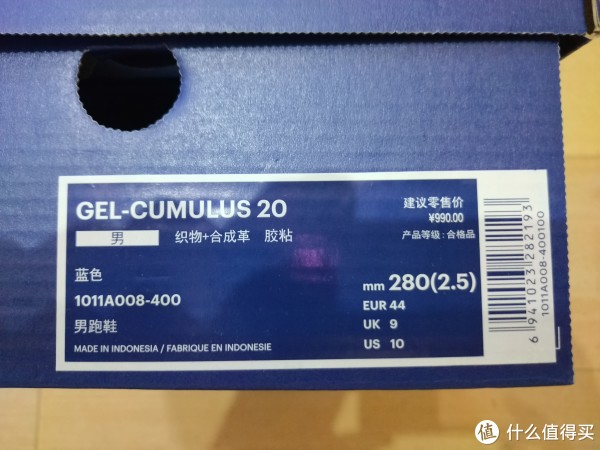 GEL-CUMULUS 20
建议零售价
¥990.00
男 织物+合成革 胶粘
产品等级:合格品
蓝色
mm 280(2.5)
1011A008-400
EUR 44
男跑鞋
UK 9
MADE IN INDONESIA / FABRIQUE EN INDONESIE
US 10
6 941023 282193
1011A008-400100
值 什么值得买